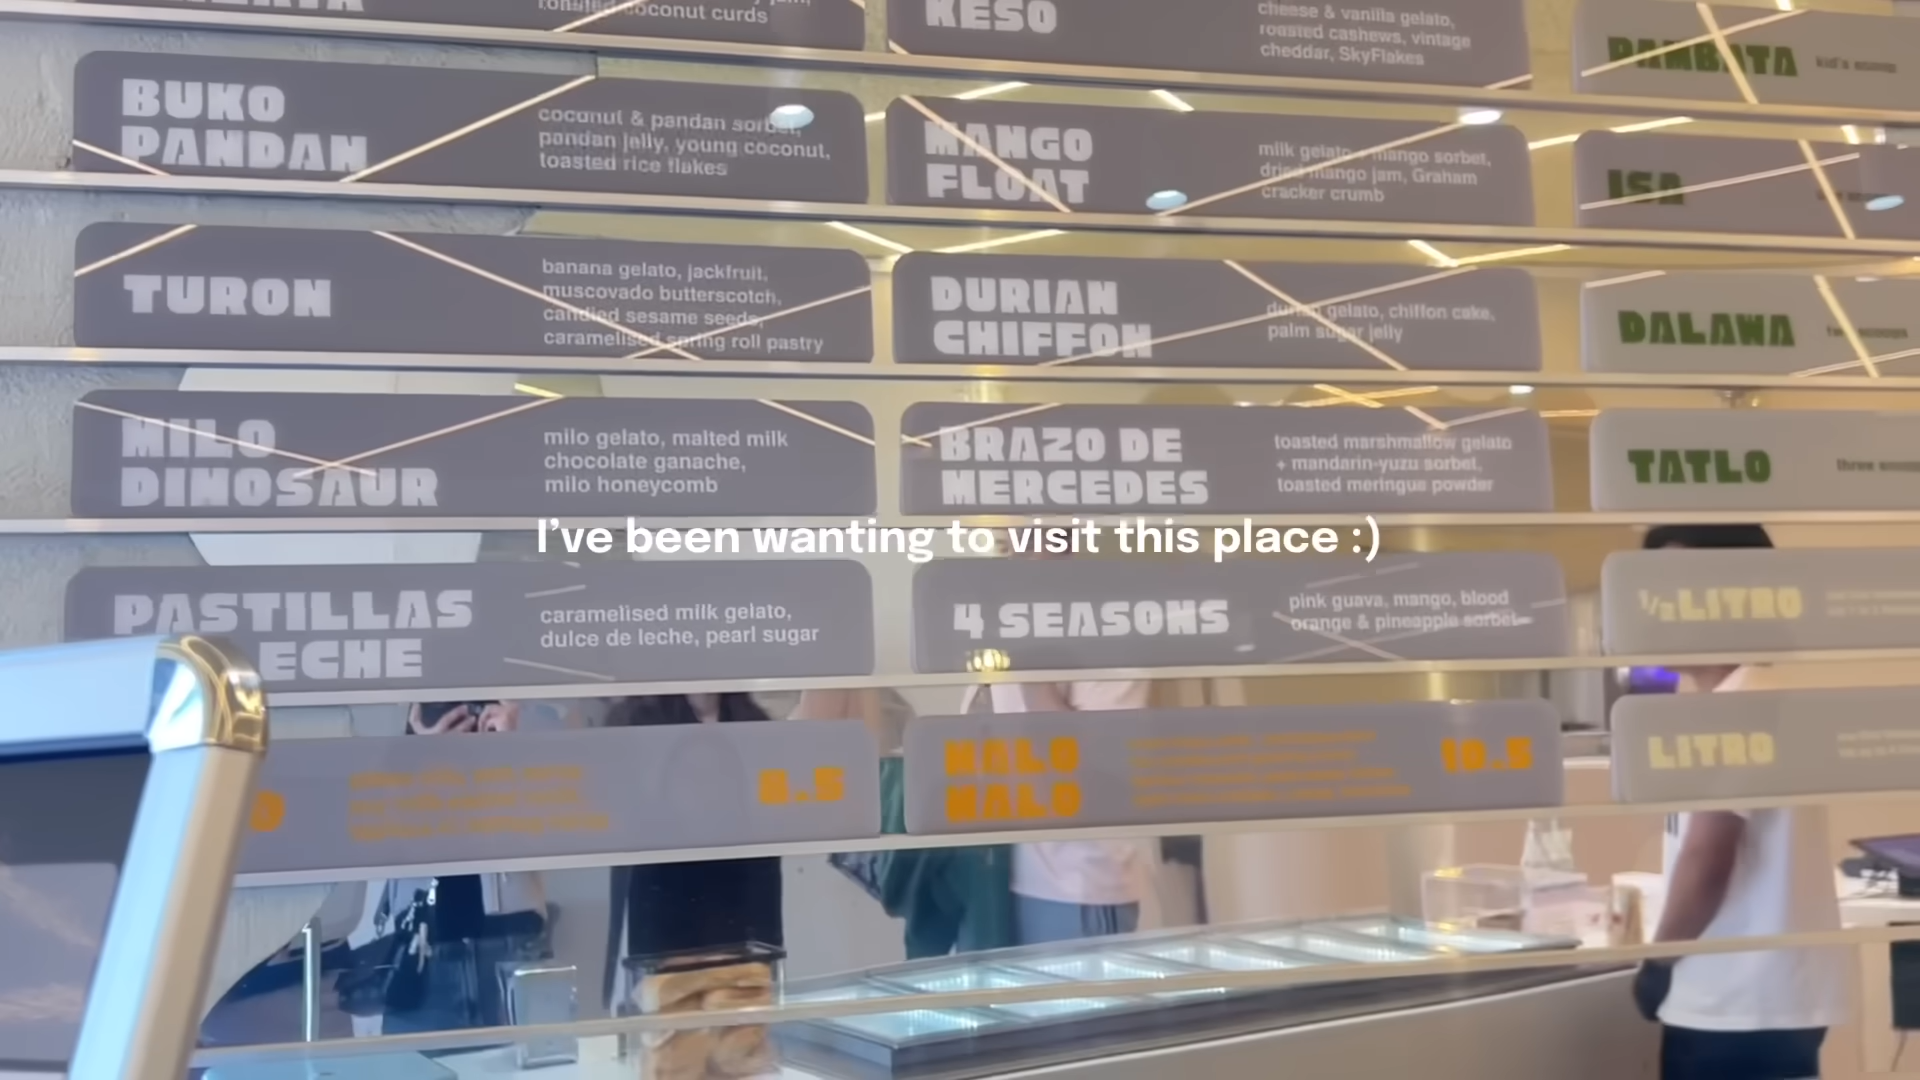 coconut curds
KESO
cheese & vanilla gelato,
roasted cashews, vintage
cheddar, SkyFlakes
PAMBATA
kid's
BUKO
PANDAN
coconut & pandan sorbet,
pandan jelly, young coconut,
toasted rice flakes
MANGO
FLOAT
milk gelato + mango sorbet,
dried mango jam, Graham
cracker crumb
ISA
TURON
banana gelato, jackfruit,
muscovado butterscotch,
candied sesame seeds,
caramelised spring roll pastry
DURIAN
CHIFFON
durian gelato, chiffon cake,
palm sugar jelly
DALAWA
MILO
DINOSAUR
milo gelato, malted milk
chocolate ganache,
milo honeycomb
BRAZO DE
MERCEDES
toasted marshmallow gelato
+ mandarin-yuzu sorbet,
toasted meringue powder
TATLO
three
I've been wanting to visit this place :)
PASTILLAS
LECHE
caramelised milk gelato,
dulce de leche, pearl sugar
4 SEASONS
pink guava, mango, blood
orange & pineapple sorbet
½ LITRO
8.5
HALO
HALO
10.5
LITRO